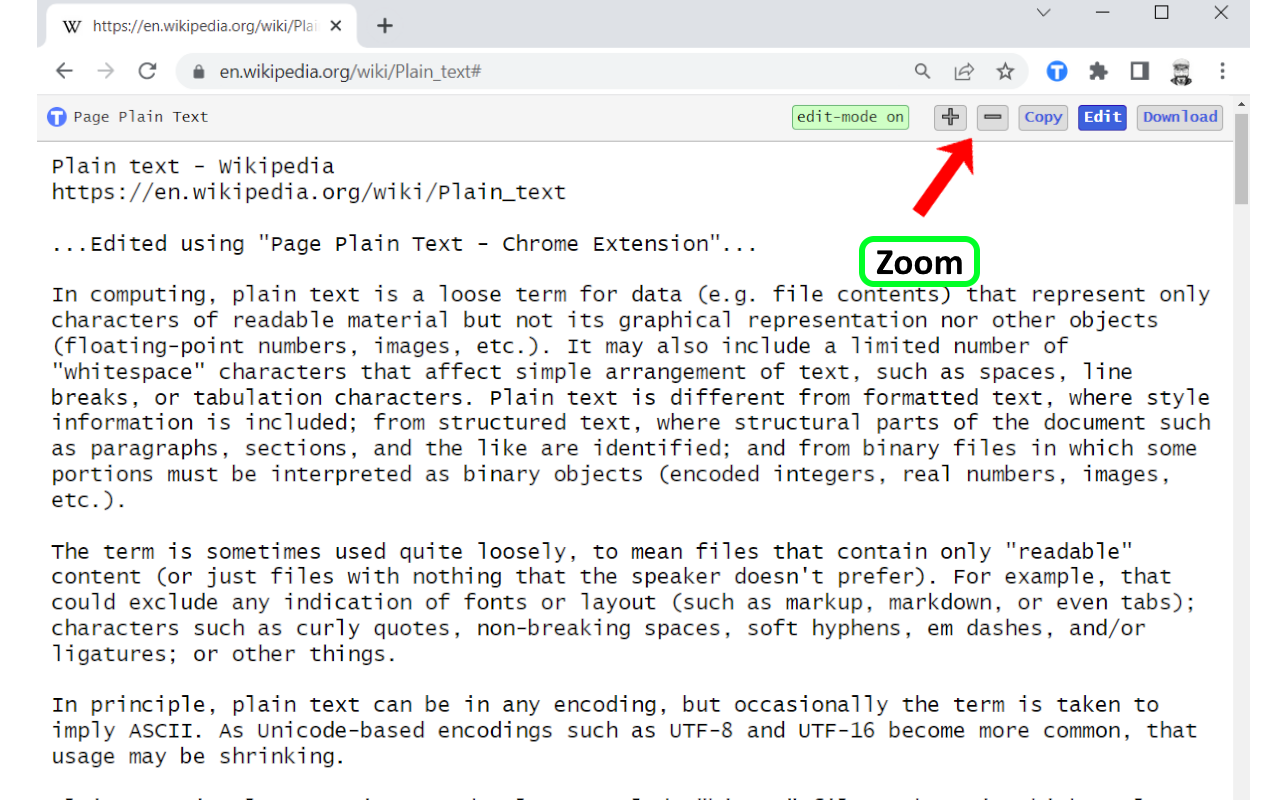 W https://en.wikipedia.org/wiki/Plai
en.wikipedia.org/wiki/Plain_text#
T Page Plain Text edit-mode on + - Copy Edit Download
Plain text - Wikipedia
https://en.wikipedia.org/wiki/Plain_text
...Edited using "Page Plain Text - Chrome Extension"...
Zoom
In computing, plain text is a loose term for data (e.g. file contents) that represent only
characters of readable material but not its graphical representation nor other objects
(floating-point numbers, images, etc.). It may also include a limited number of
"whitespace" characters that affect simple arrangement of text, such as spaces, line
breaks, or tabulation characters. Plain text is different from formatted text, where style
information is included; from structured text, where structural parts of the document such
as paragraphs, sections, and the like are identified; and from binary files in which some
portions must be interpreted as binary objects (encoded integers, real numbers, images,
etc.).
The term is sometimes used quite loosely, to mean files that contain only "readable"
content (or just files with nothing that the speaker doesn't prefer). For example, that
could exclude any indication of fonts or layout (such as markup, markdown, or even tabs);
characters such as curly quotes, non-breaking spaces, soft hyphens, em dashes, and/or
ligatures; or other things.
In principle, plain text can be in any encoding, but occasionally the term is taken to
imply ASCII. As Unicode-based encodings such as UTF-8 and UTF-16 become more common, that
usage may be shrinking.